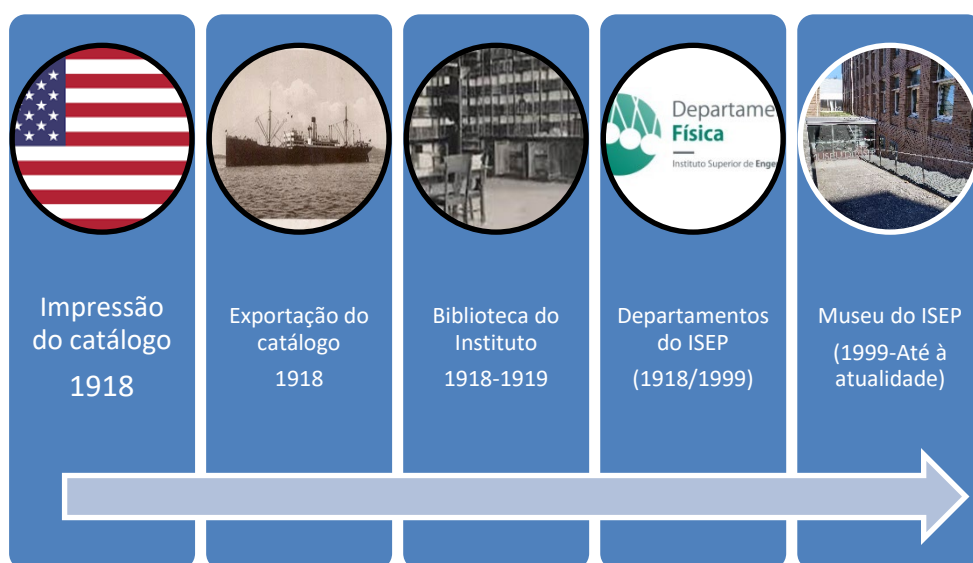 Departame
Física
Instituto Superior de Enge
Impressão
do catálogo
1918
Exportação do
catálogo
1918
Biblioteca do
Instituto
1918-1919
Departamentos
do ISEP
(1918/1999)
Museu do ISEP
(1999-Até à
atualidade)